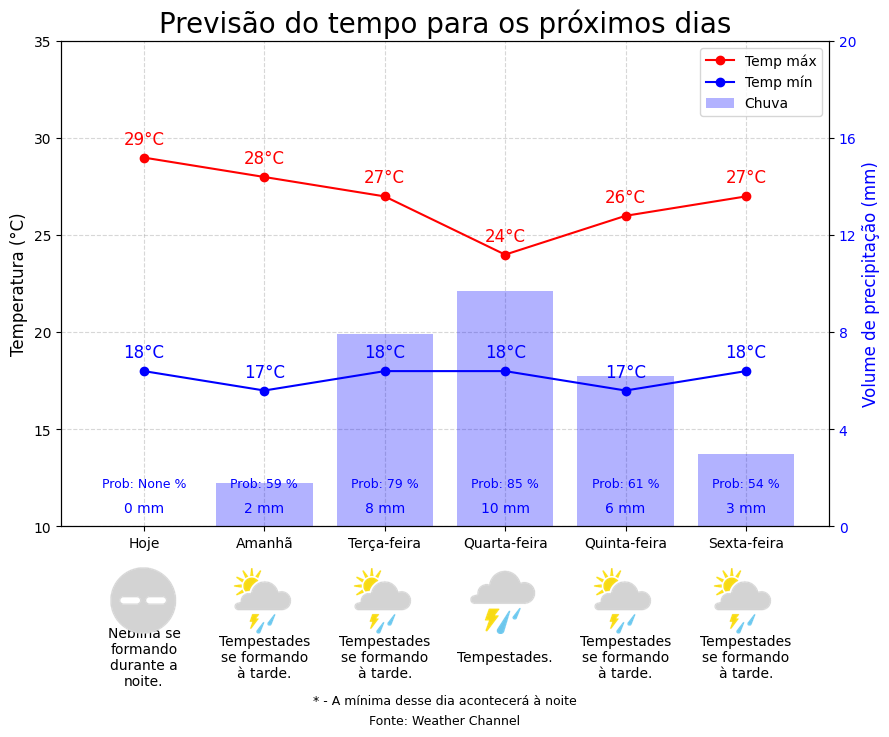 Previsão do tempo para os próximos dias
35
30
25
20
15
10
Temperatura (°C)
20
16
12
8
4
0
Volume de precipitação (mm)
Temp máx
Temp mín
Chuva
29°C
28°C
27°C
24°C
26°C
27°C
18°C
17°C
18°C
18°C
17°C
18°C
Prob: None %
Prob: 59 %
Prob: 79 %
Prob: 85 %
Prob: 61 %
Prob: 54 %
0 mm
2 mm
8 mm
10 mm
6 mm
3 mm
Hoje
Amanhã
Terça-feira
Quarta-feira
Quinta-feira
Sexta-feira
Neblina se
formando
durante a
noite.
Tempestades
se formando
à tarde.
Tempestades
se formando
à tarde.
Tempestades.
Tempestades
se formando
à tarde.
Tempestades
se formando
à tarde.
* - A mínima desse dia acontecerá à noite
Fonte: Weather Channel